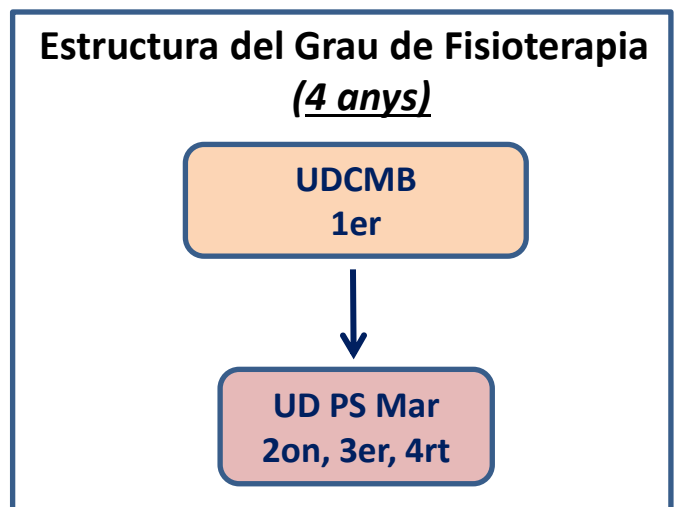 Estructura del Grau de Fisioterapia
(4 anys)
UDCMB
1er
UD PS Mar
2on, 3er, 4rt